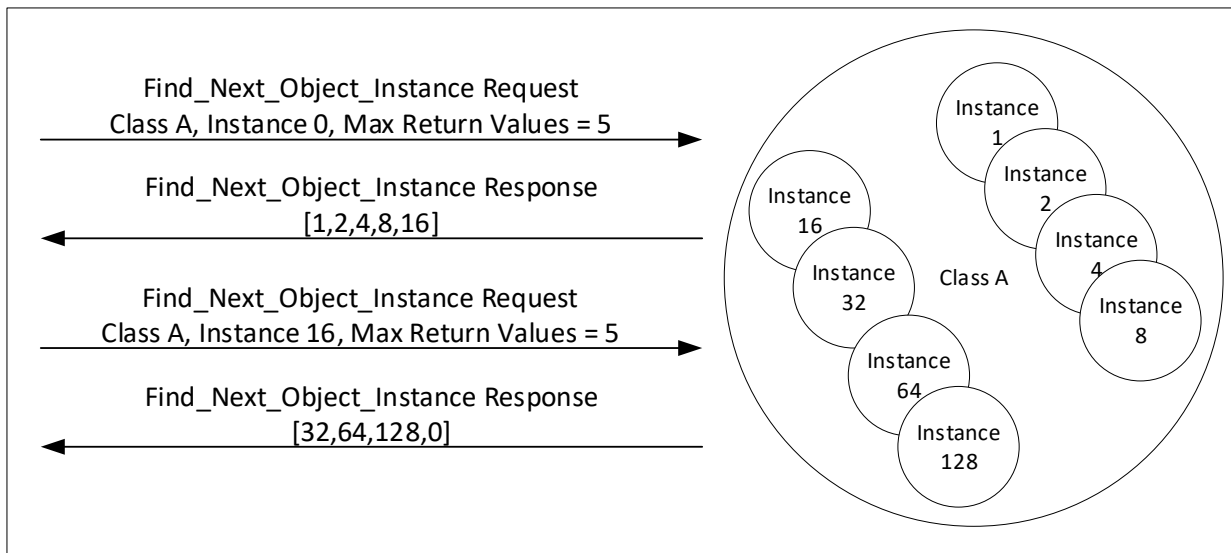 Find_Next_Object_Instance Request
Class A, Instance 0, Max Return Values = 5
Find_Next_Object_Instance Response
[1,2,4,8,16]
Find_Next_Object_Instance Request
Class A, Instance 16, Max Return Values = 5
Find_Next_Object_Instance Response
[32,64,128,0]
Instance
1
Instance
2
Instance
4
Instance
8
Instance
16
Instance
32
Instance
64
Instance
128
Class A